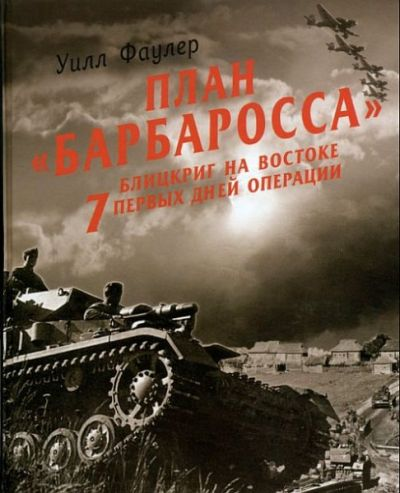 Уилл Фаулер
ПЛАН
«БАРБАРОССА»
БЛИЦКРИГ НА ВОСТОКЕ
7 ПЕРВЫХ ДНЕЙ ОПЕРАЦИИ